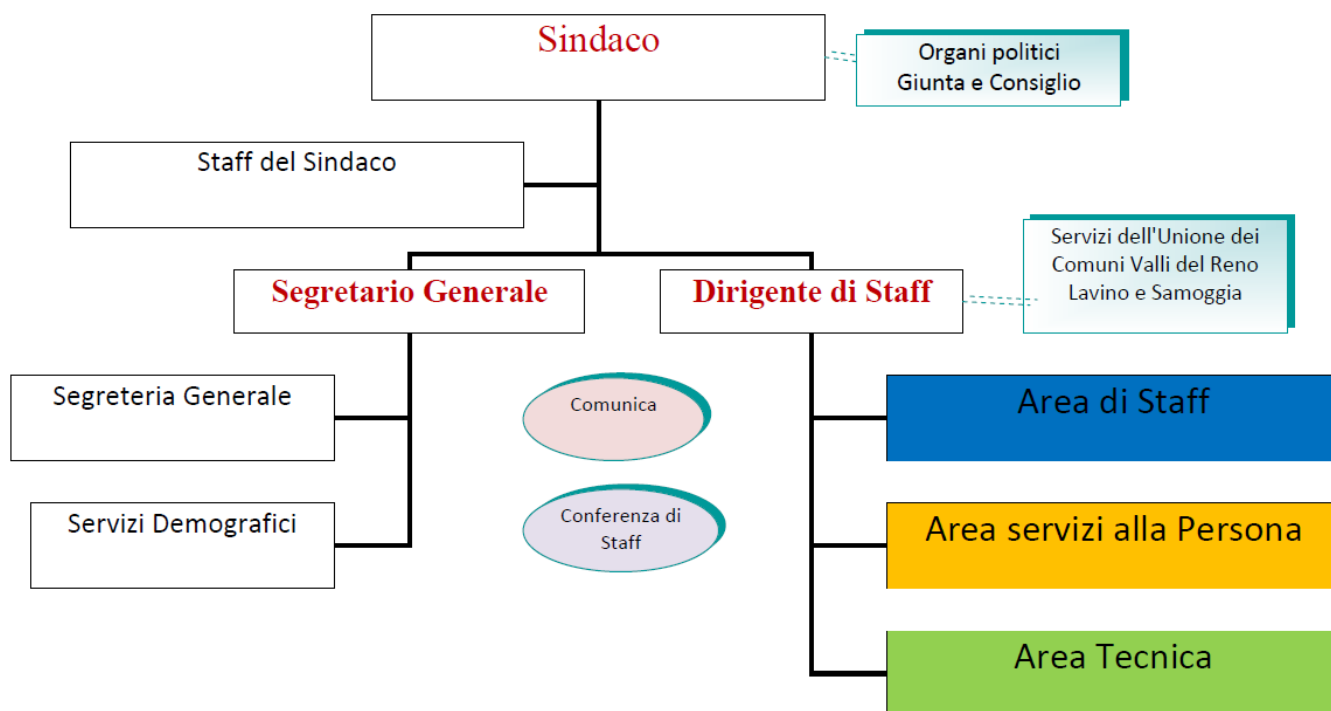 Sindaco
Organi politici
Giunta e Consiglio
Staff del Sindaco
Servizi dell'Unione dei
Comuni Valli del Reno
Lavino e Samoggia
Segretario Generale
Dirigente di Staff
Segreteria Generale
Comunica
Area di Staff
Servizi Demografici
Conferenza di
Staff
Area servizi alla Persona
Area Tecnica